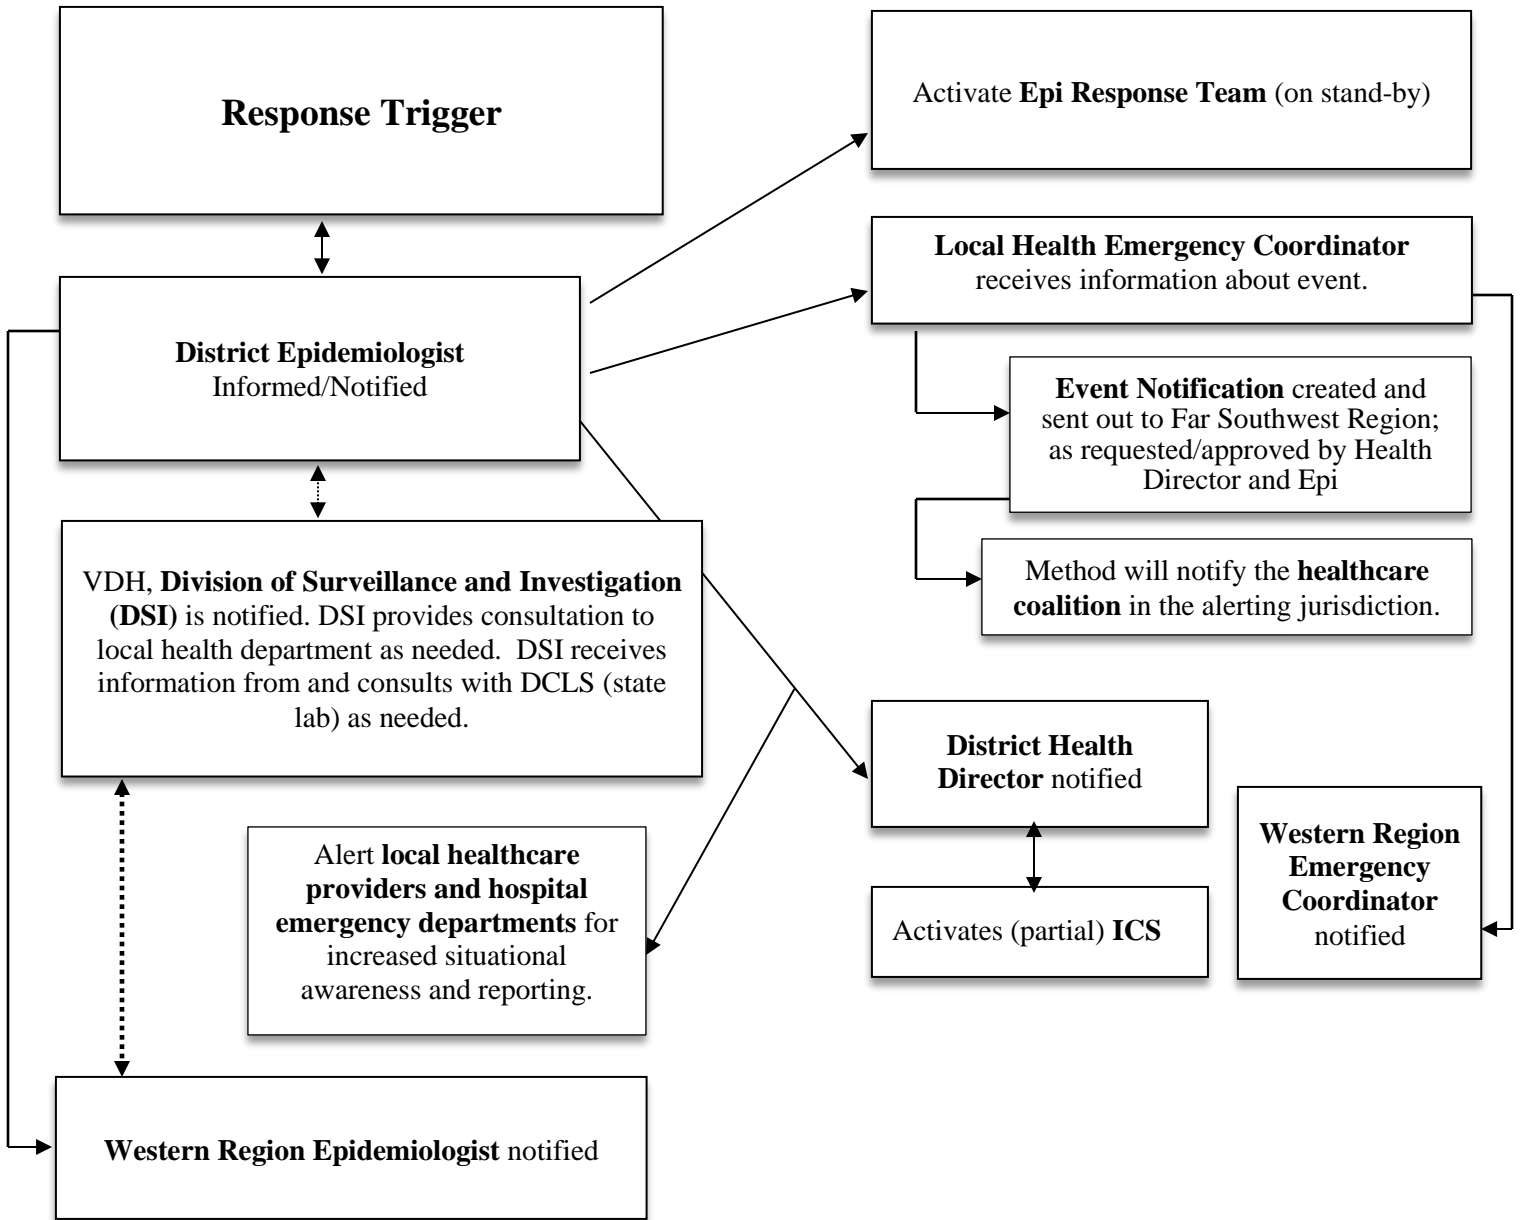 Response Trigger
Activate Epi Response Team (on stand-by)
Local Health Emergency Coordinator
receives information about event.
District Epidemiologist
Informed/Notified
Event Notification created and
sent out to Far Southwest Region;
as requested/approved by Health
Director and Epi
VDH, Division of Surveillance and Investigation
(DSI) is notified. DSI provides consultation to
local health department as needed.  DSI receives
information from and consults with DCLS (state
lab) as needed.
Method will notify the healthcare
coalition in the alerting jurisdiction.
District Health
Director notified
Western Region
Emergency
Coordinator
notified
Alert local healthcare
providers and hospital
emergency departments for
increased situational
awareness and reporting.
Activates (partial) ICS
Western Region Epidemiologist notified